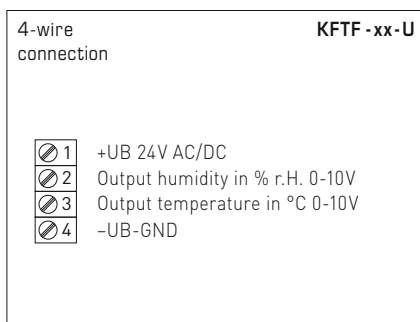 4-wire
connection
KFTF-xx-U
1 +UB 24V AC/DC
2 Output humidity in % r.H. 0-10V
3 Output temperature in °C 0-10V
4 –UB-GND